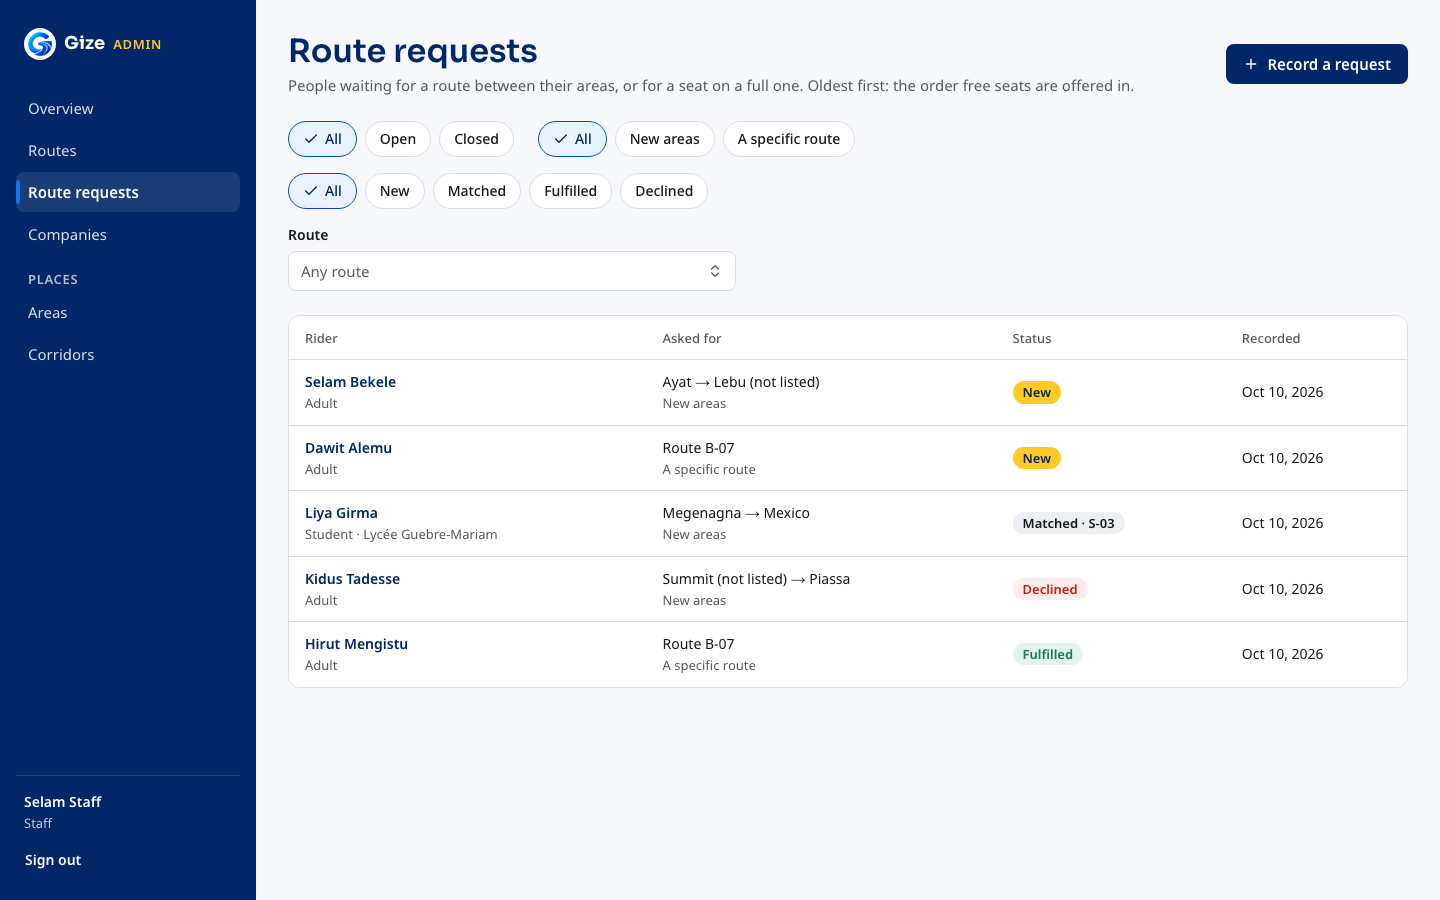 Gize ADMIN
Overview
Routes
Route requests
Companies
PLACES
Areas
Corridors
Selam Staff
Staff
Sign out
Route requests
People waiting for a route between their areas, or for a seat on a full one. Oldest first: the order free seats are offered in.
Record a request
All Open Closed All New areas A specific route
All New Matched Fulfilled Declined
Route
Any route
Rider Asked for Status Recorded
Selam Bekele Ayat → Lebu (not listed) New Oct 10, 2026
Adult New areas
Dawit Alemu Route B-07 New Oct 10, 2026
Adult A specific route
Liya Girma Megenagna → Mexico Matched · S-03 Oct 10, 2026
Student · Lycée Guebre-Mariam New areas
Kidus Tadesse Summit (not listed) → Piassa Declined Oct 10, 2026
Adult New areas
Hirut Mengistu Route B-07 Fulfilled Oct 10, 2026
Adult A specific route